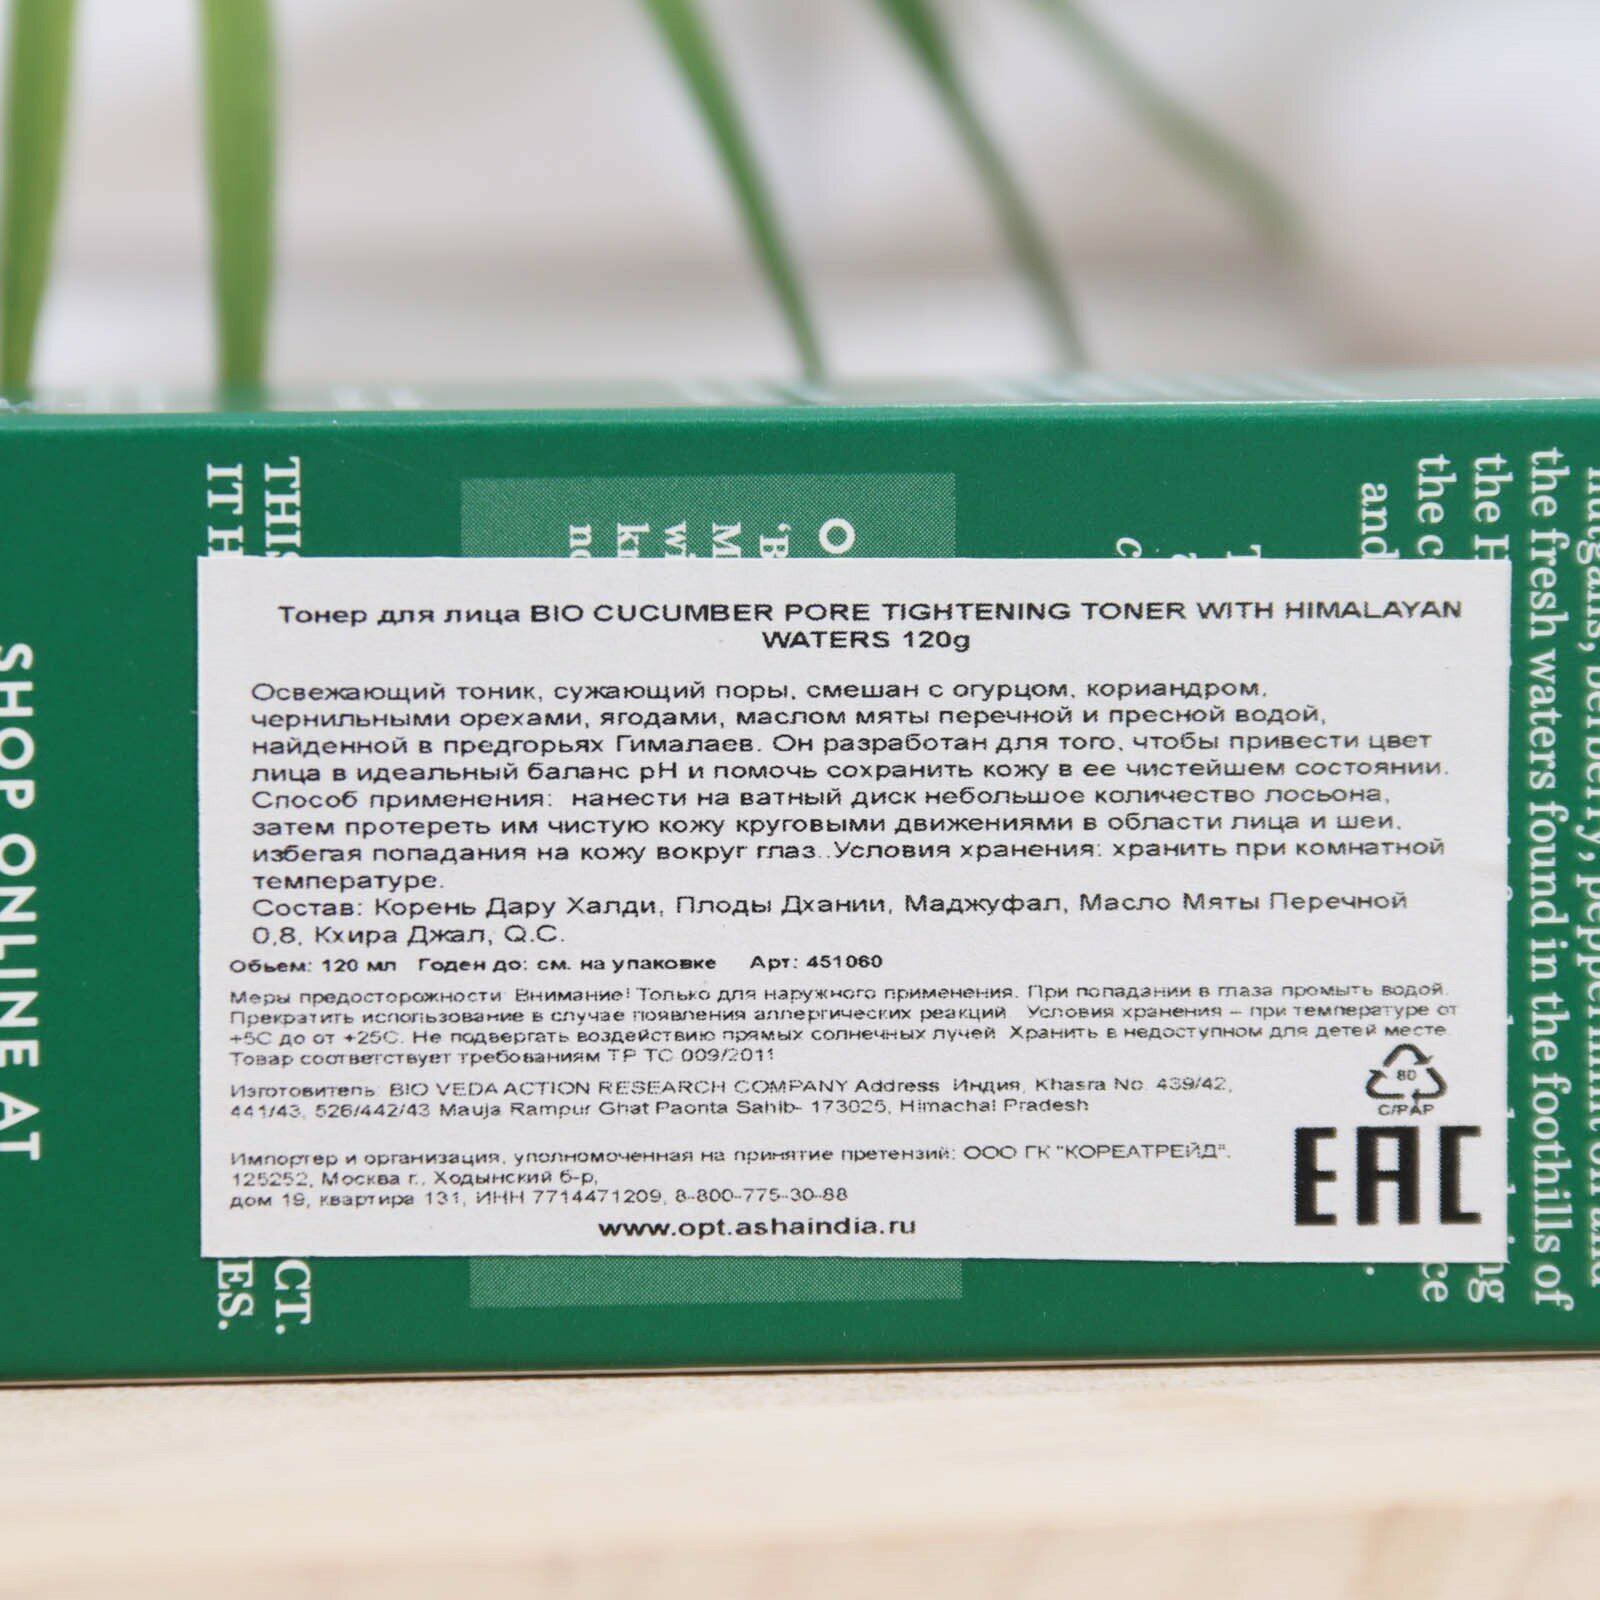 Тонер для лица BIO CUCUMBER PORE TIGHTENING TONER WITH HIMALAYAN
WATERS 120g
Освежающий тоник, сужающий поры, смешан с огурцом, кориандром,
чернильными орехами, ягодами, маслом мяты перечной и пресной водой,
найденной в предгорьях Гималаев. Он разработан для того, чтобы привести цвет
лица в идеальный баланс pH и помочь сохранить кожу в ее чистейшем состоянии.
Способ применения: нанести на ватный диск небольшое количество лосьона,
затем протереть им чистую кожу круговыми движениями в области лица и шеи,
избегая попадания на кожу вокруг глаз..Условия хранения: хранить при комнатной
температуре.
Состав: Корень Дару Халди, Плоды Дхании, Маджуфал, Масло Мяты Перечной
0,8, Кхира Джал, Q.C.
Обьем: 120 мл Годен до: см. на упаковке Арт: 451060
Меры предосторожности: Внимание! Только для наружного применения. При попадании в глаза промыть водой.
Прекратить использование в случае появления аллергических реакций. Условия хранения – при температуре от
+5C до от +25C. Не подвергать воздействию прямых солнечных лучей. Хранить в недоступном для детей месте.
Товар соответствует требованиям ТР ТС 009/2011
Изготовитель: BIO VEDA ACTION RESEARCH COMPANY Address Индия, Khasra No. 439/42,
441/43, 526/442/43 Mauja Rampur Ghat Paonta Sahib- 173025, Himachal Pradesh
Импортер и организация, уполномоченная на принятие претензий: ООО ГК "КОРЕАТРЕЙД".
125252, Москва г., Ходынский б-р,
дом 19, квартира 131, ИНН 7714471209, 8-800-775-30-88
www.opt.ashaindia.ru
80
C/PAP
EAC
SHOP ONLINE AT
THIS
IT
CT.
ES.
the fresh waters found in the foothills of
the
the
and